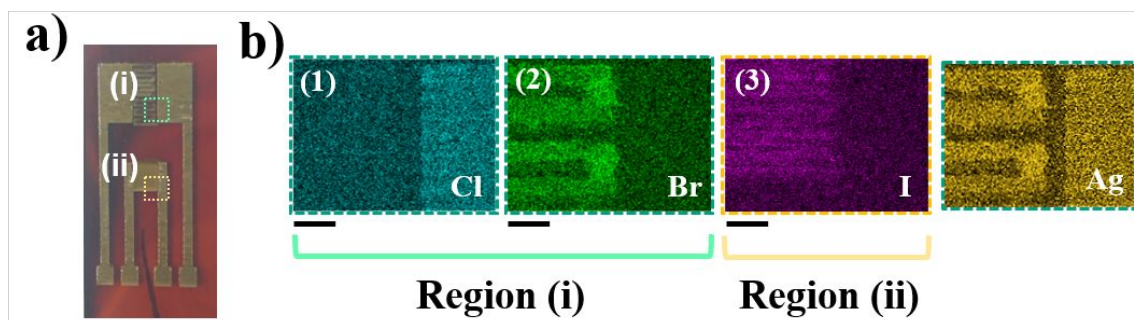 a)
(i)
(ii)
b)
(1)
Cl
(2)
Br
(3)
I
Ag
Region (i)
Region (ii)